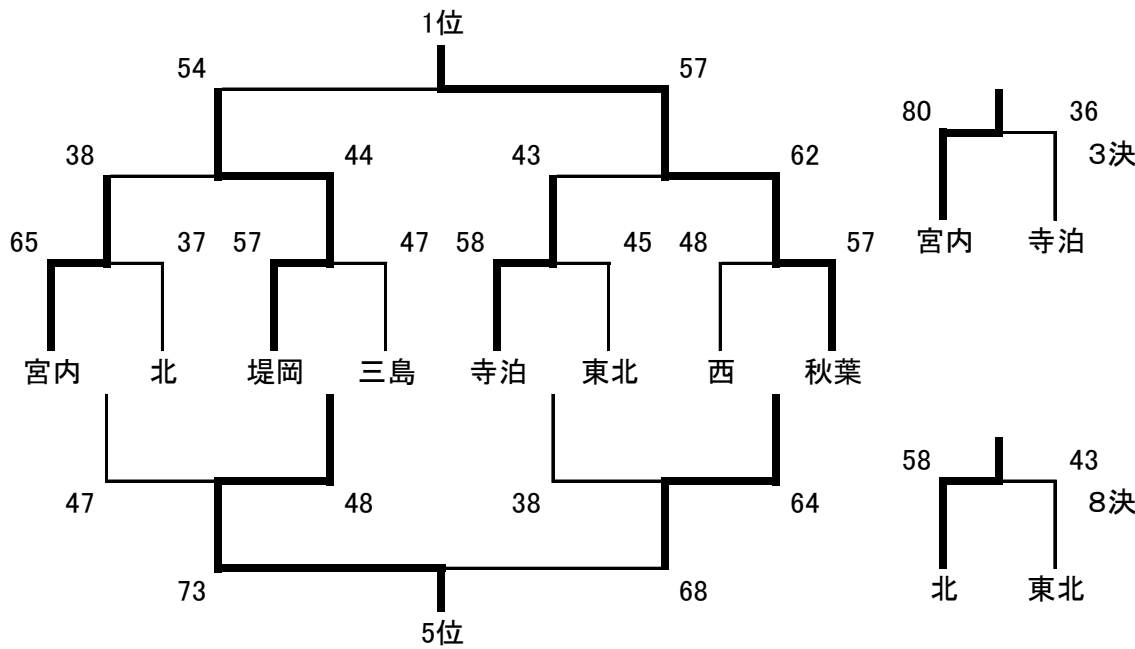 1位
54 57
80 36
3決
38 44 43 62
宮内 寺泊
65 37 57 47 58 45 48 57
宮内 北 堤岡 三島 寺泊 東北 西 秋葉
58 43
8決
47 48 38 64
北 東北
73 68
5位